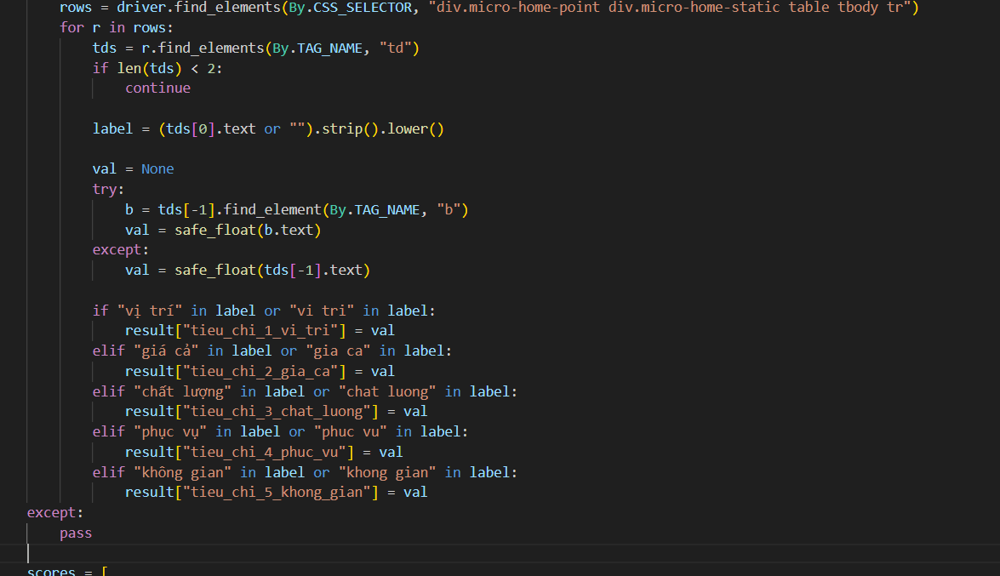 rows = driver.find_elements(By.CSS_SELECTOR, "div.micro-home-point div.micro-home-static table tbody tr")
for r in rows:
tds = r.find_elements(By.TAG_NAME, "td")
if len(tds) < 2:
continue
label = (tds[0].text or "").strip().lower()
val = None
try:
b = tds[-1].find_element(By.TAG_NAME, "b")
val = safe_float(b.text)
except:
val = safe_float(tds[-1].text)
if "vị trí" in label or "vi tri" in label:
result["tieu_chi_1_vi_tri"] = val
elif "giá cả" in label or "gia ca" in label:
result["tieu_chi_2_gia_ca"] = val
elif "chất lượng" in label or "chat luong" in label:
result["tieu_chi_3_chat_luong"] = val
elif "phục vụ" in label or "phuc vu" in label:
result["tieu_chi_4_phuc_vu"] = val
elif "không gian" in label or "khong gian" in label:
result["tieu_chi_5_khong_gian"] = val
except:
pass
scores = [